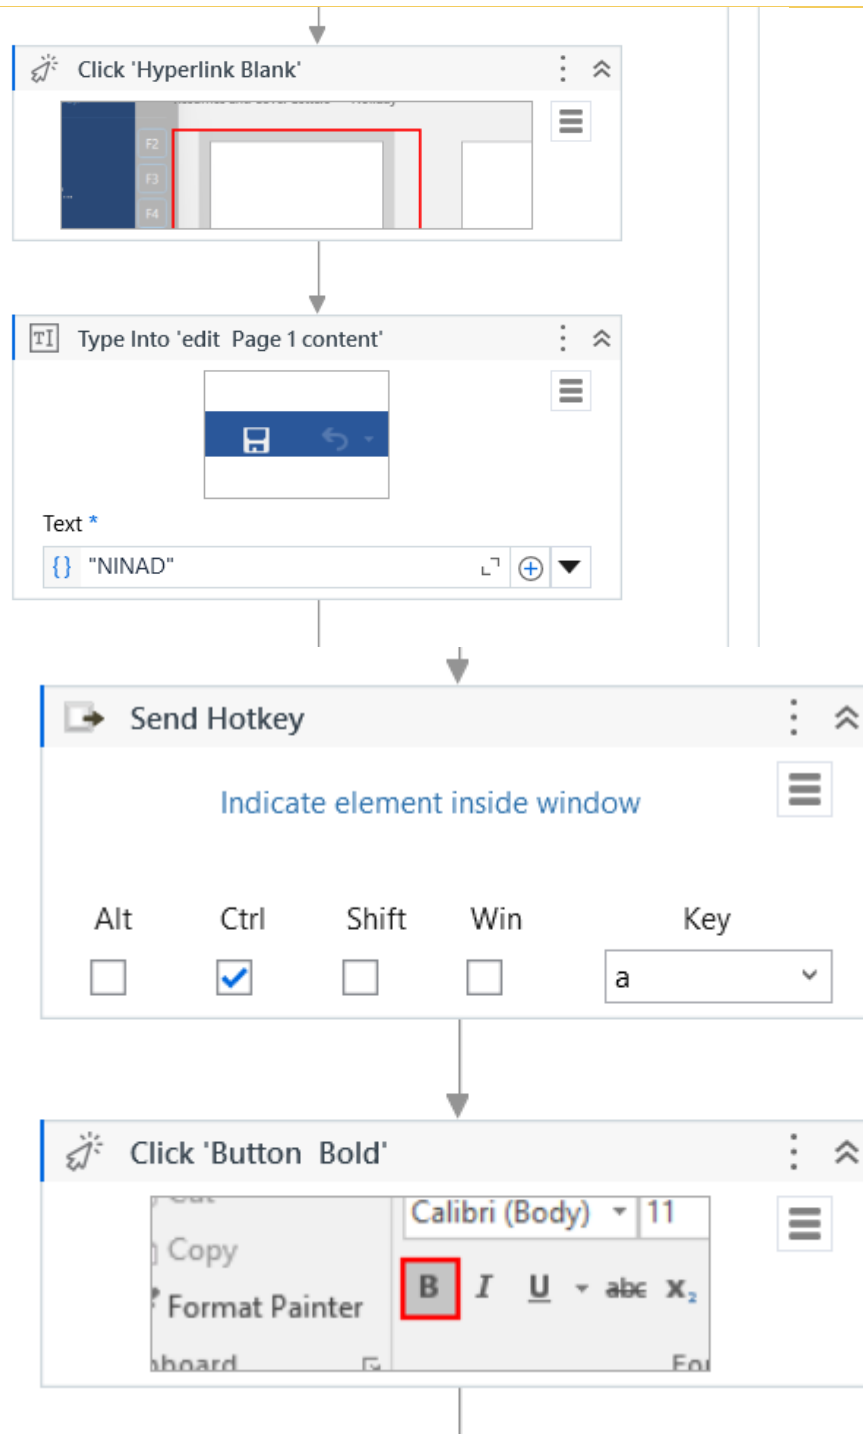 Click 'Hyperlink Blank'
F2
F3
F4
Type Into 'edit  Page 1 content'
Text *
{} "NINAD"
Send Hotkey
Indicate element inside window
Alt Ctrl Shift Win Key
a
Click 'Button  Bold'
Calibri (Body) 11
Copy
B I U abc x₂
Format Painter